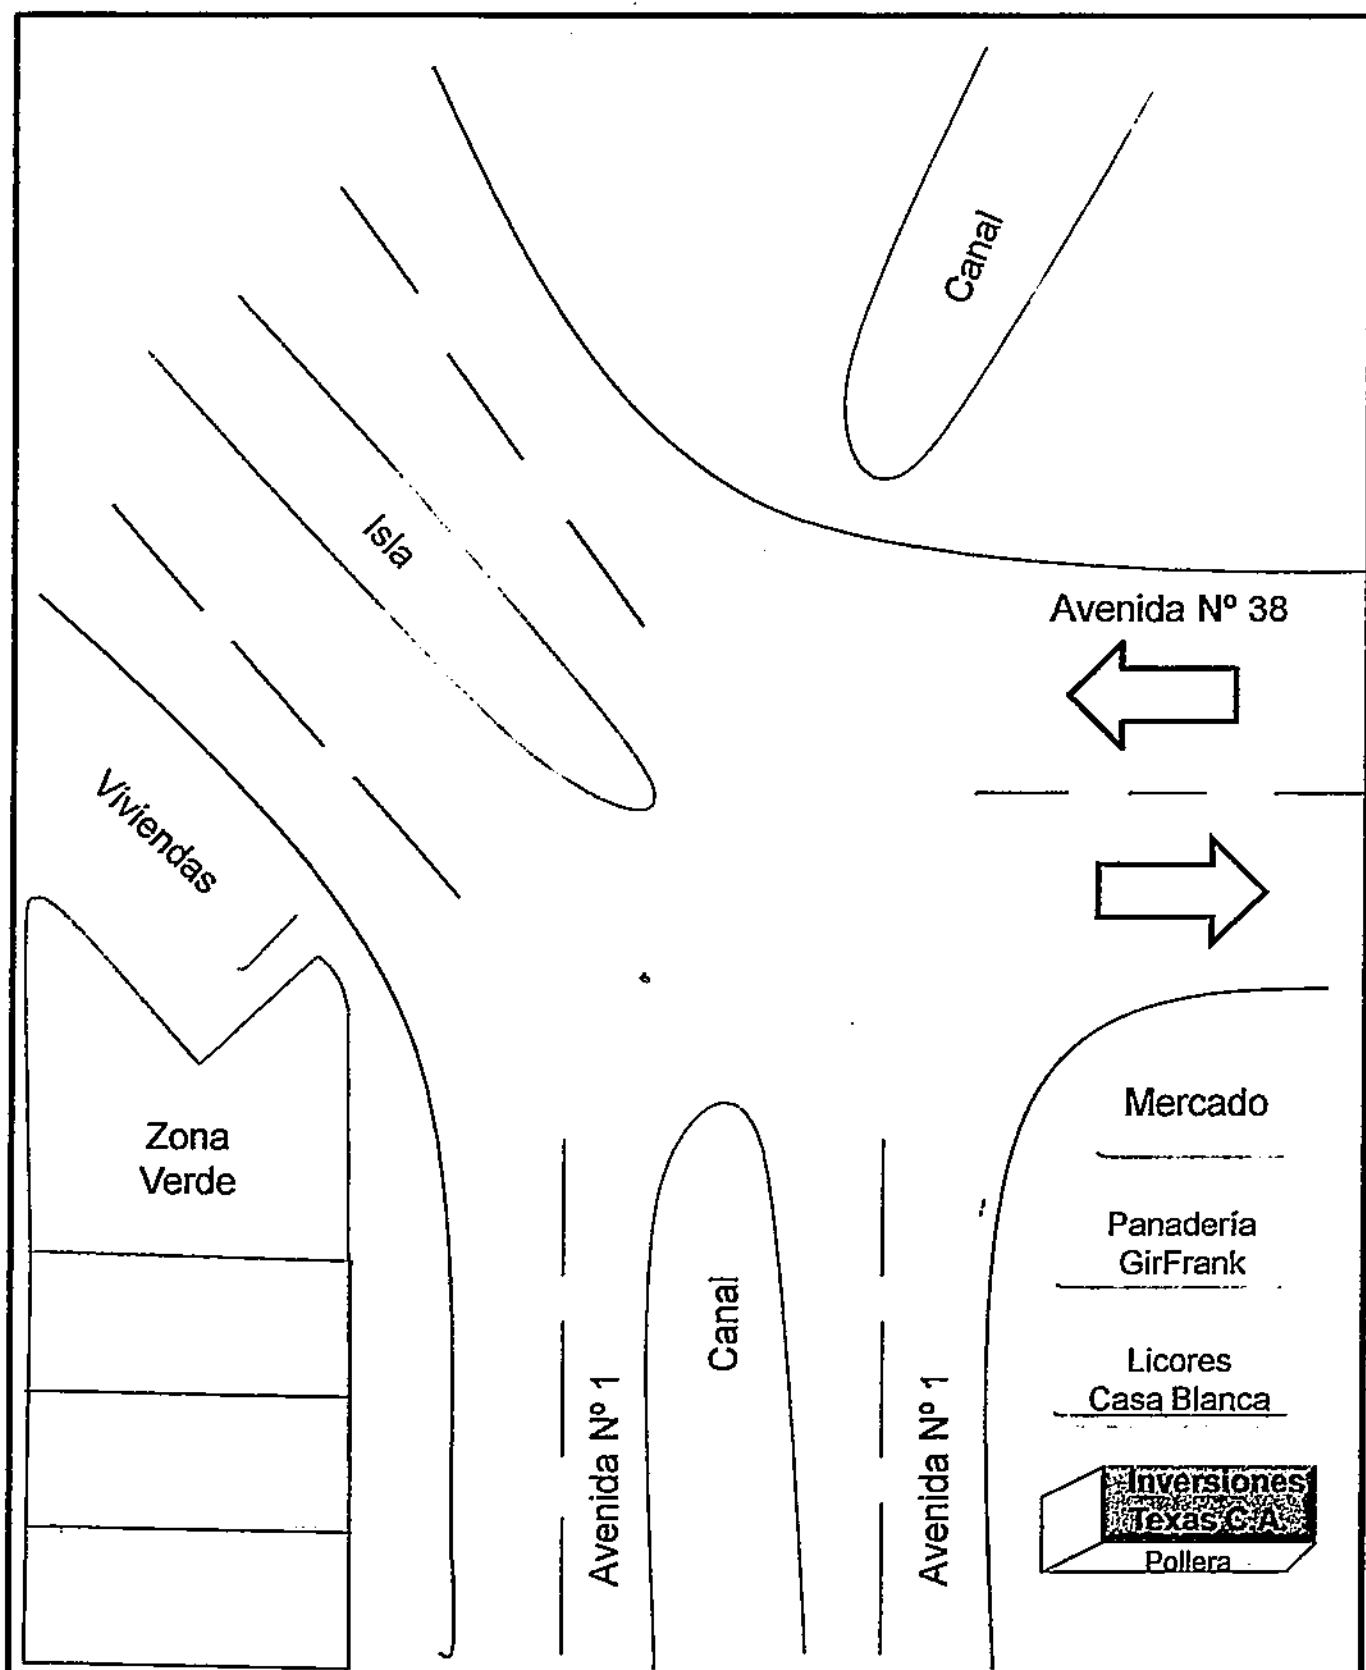 Canal
Isla
Avenida Nº 38
Viviendas
Mercado
Zona
Verde
Panadería
GirFrank
Canal
Licores
Casa Blanca
Avenida Nº 1
Avenida Nº 1
Inversiones
Texas C.A.
Pollera